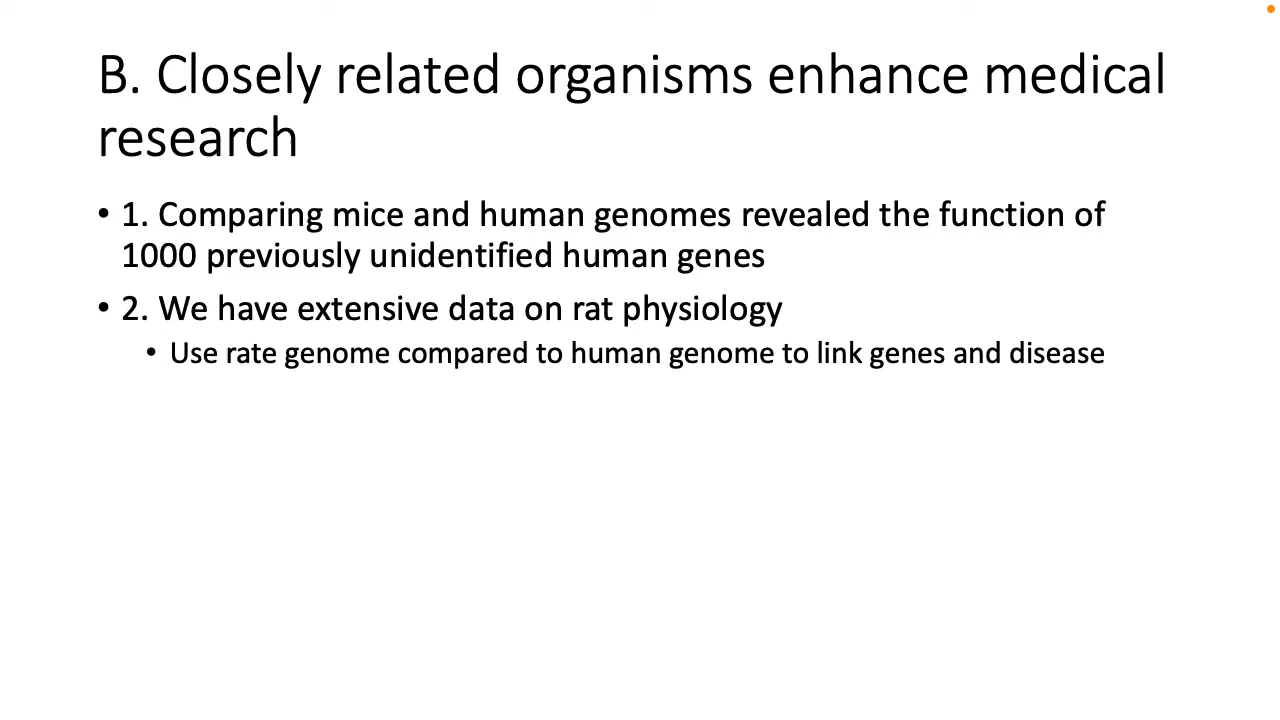 B. Closely related organisms enhance medical
research
• 1. Comparing mice and human genomes revealed the function of
1000 previously unidentified human genes
• 2. We have extensive data on rat physiology
• Use rate genome compared to human genome to link genes and disease